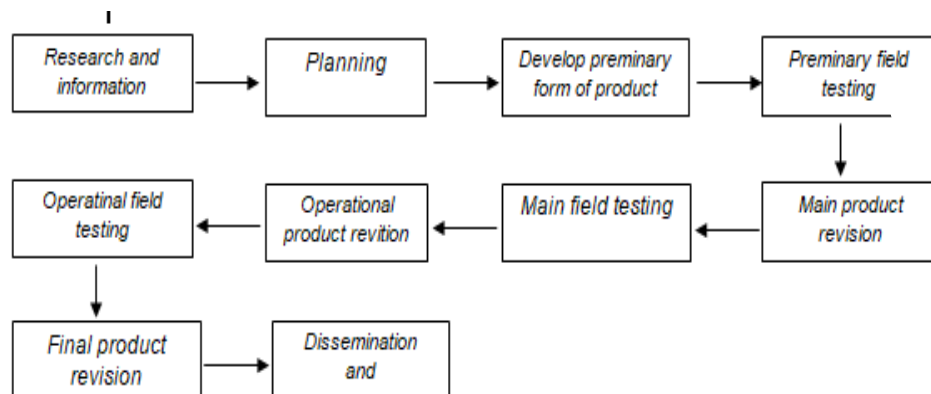 Research and
information
Planning
Develop preminary
form of product
Preminary field
testing
Main product
revision
Main field testing
Operational
product revition
Operatinal field
testing
Final product
revision
Dissemination
and